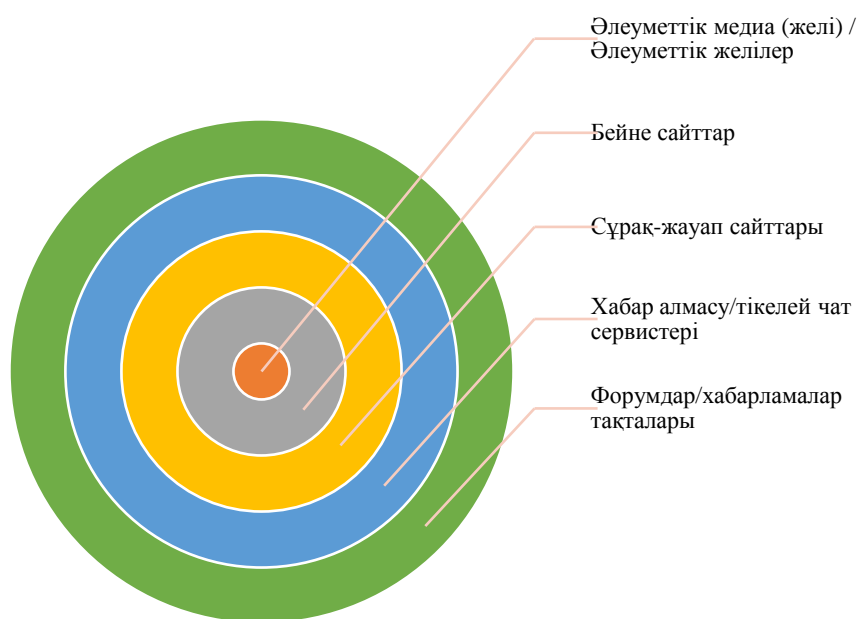 Әлеуметтік медиа (желі) /
Әлеуметтік желілер
Бейне сайттар
Сұрақ-жауап сайттары
Хабар алмасу/тікелей чат
сервистері
Форумдар/хабарламалар
тақталары